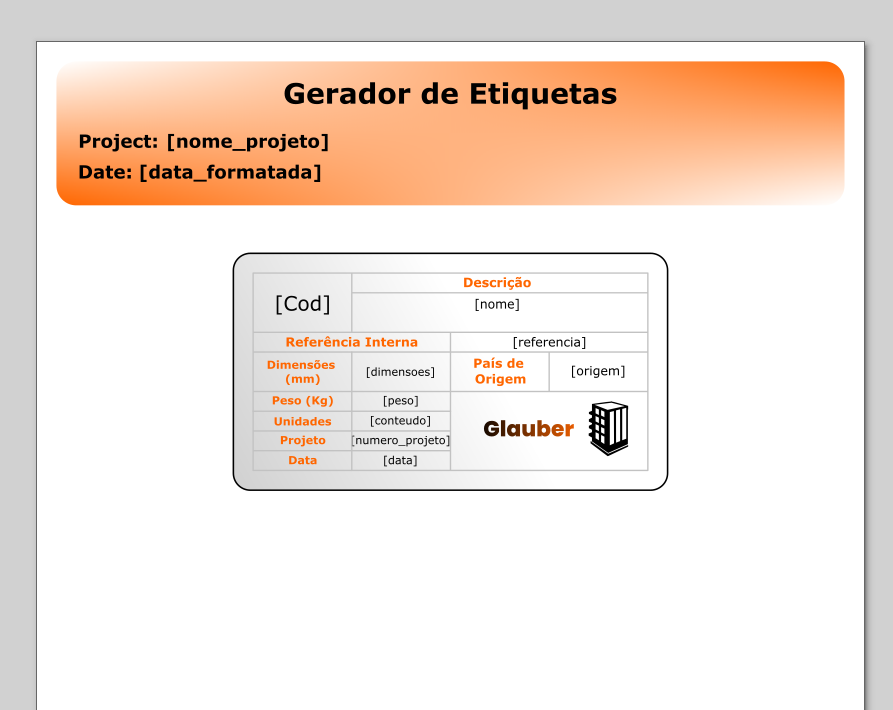 Gerador de Etiquetas
Project: [nome_projeto]
Date: [data_formatada]
[Cod]
Descrição
[nome]
Referência Interna
[referencia]
Dimensões
(mm)
[dimensoes]
País de
Origem
[origem]
Peso (Kg)
[peso]
Unidades
[conteudo]
Projeto
[numero_projeto]
Data
[data]
Glauber